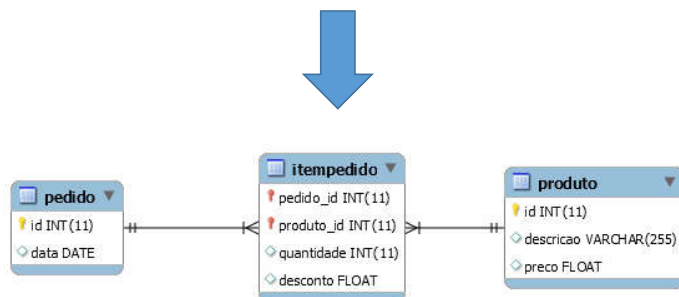 pedido
id INT(11)
data DATE
itempedido
pedido_id INT(11)
produto_id INT(11)
quantidade INT(11)
desconto FLOAT
produto
id INT(11)
descricao VARCHAR(255)
preco FLOAT